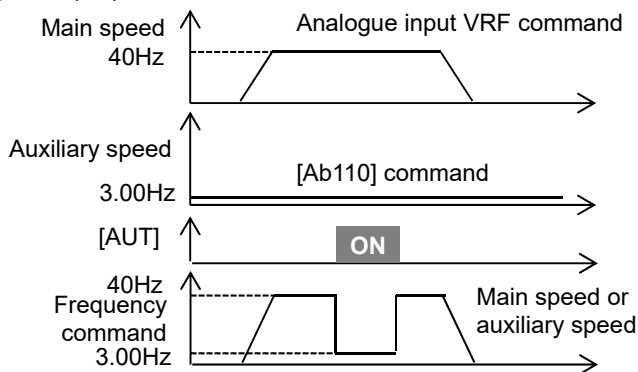 Main speed
Analogue input VRF command
40Hz
Auxiliary speed
[Ab110] command
3.00Hz
[AUT]
ON
40Hz
Frequency
command
3.00Hz
Main speed or
auxiliary speed